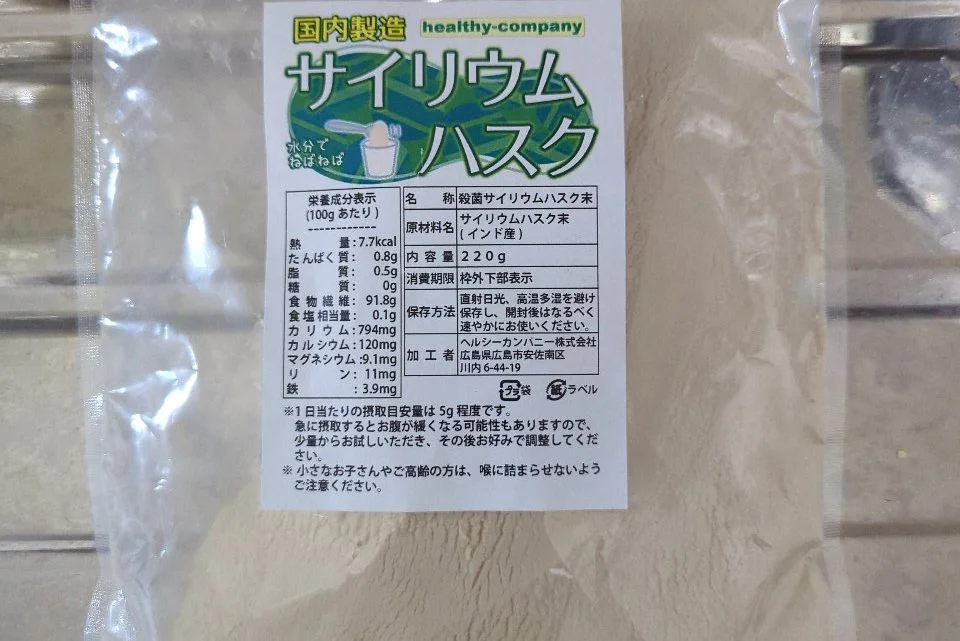 国内製造
healthy-company
サイリウム
ハスク
水分で
ねばねば
栄養成分表示
(100gあたり)
------------
熱量:7.7kcal
たんぱく質: 0.8g
脂質: 0.5g
糖質: 0g
食物繊維: 91.8g
食塩相当量: 0.1g
カリウム:794mg
カルシウム:120mg
マグネシウム:9.1mg
リン: 11mg
鉄: 3.9mg
名称 殺菌サイリウムハスク末
原材料名 サイリウムハスク末
(インド産)
内容量 220g
消費期限 枠外下部表示
保存方法 直射日光、高温多湿を避け
保存し、開封後はなるべく
速やかにお使いください。
加工者 ヘルシーカンパニー株式会社
広島県広島市安佐南区
川内6-44-19
プラ 袋 紙 ラベル
※1日当たりの摂取目安量は5g程度です。
急に摂取するとお腹が緩くなる可能性もありますので、
少量からお試しいただき、その後お好みで調整してくだ
さい。
※ 小さなお子さんやご高齢の方は、喉に詰まらせないよう
ご注意ください。